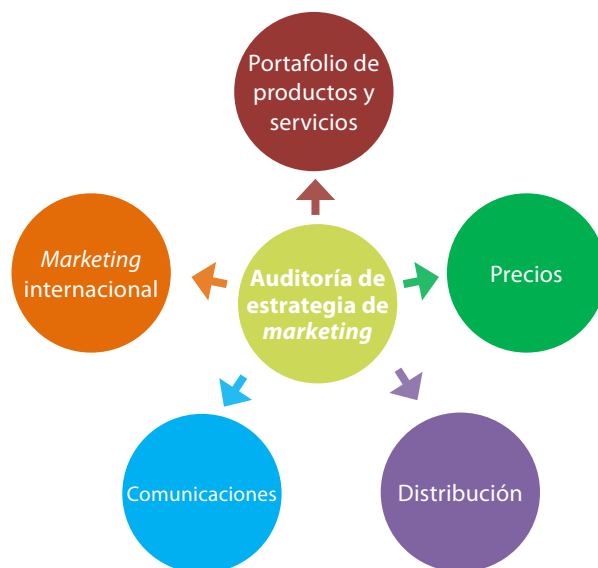 Portafolio de
productos y
servicios
Marketing
internacional
Auditoría de
estrategia de
marketing
Precios
Comunicaciones
Distribución